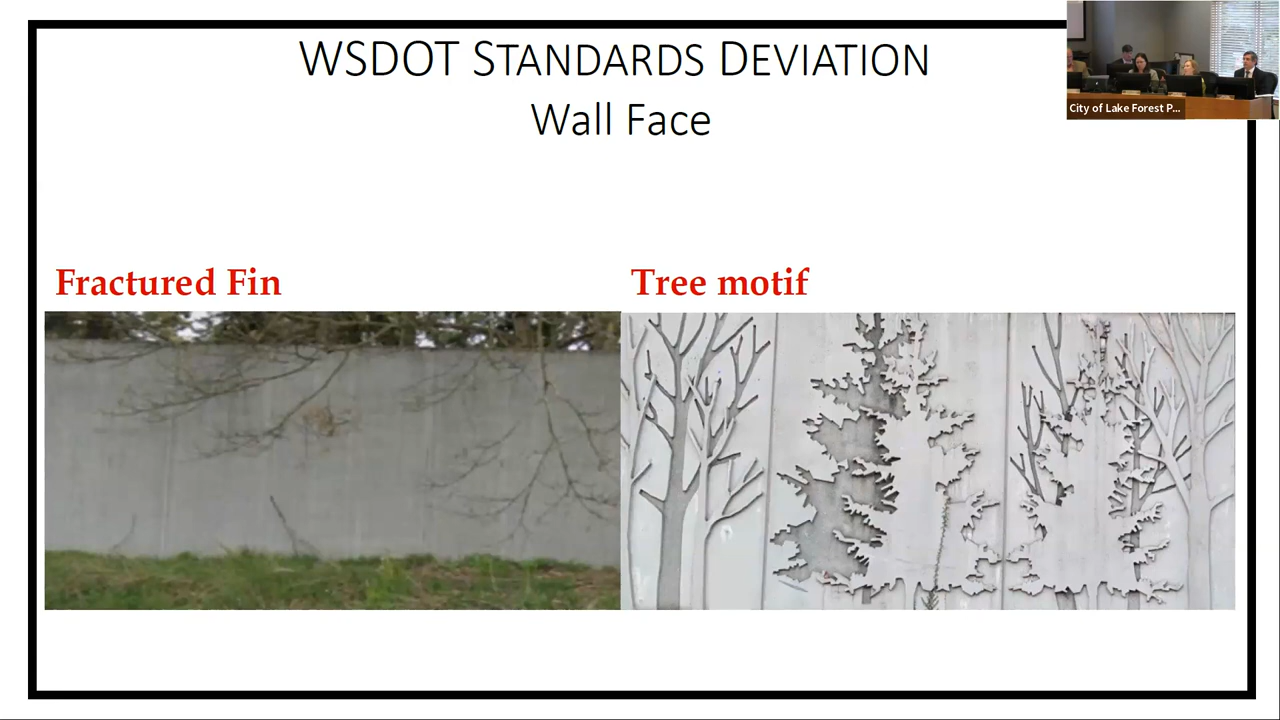 WSDOT STANDARDS DEVIATION
Wall Face
City of Lake Forest P...
Fractured Fin
Tree motif